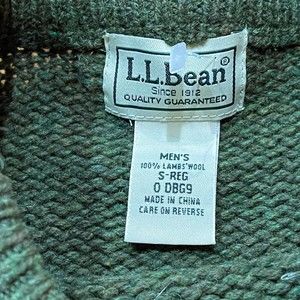 L.L.Bean®
Since 1912
QUALITY GUARANTEED
MEN'S
100% LAMBS' WOOL
S-REG
0 DBG9
MADE IN CHINA
CARE ON REVERSE